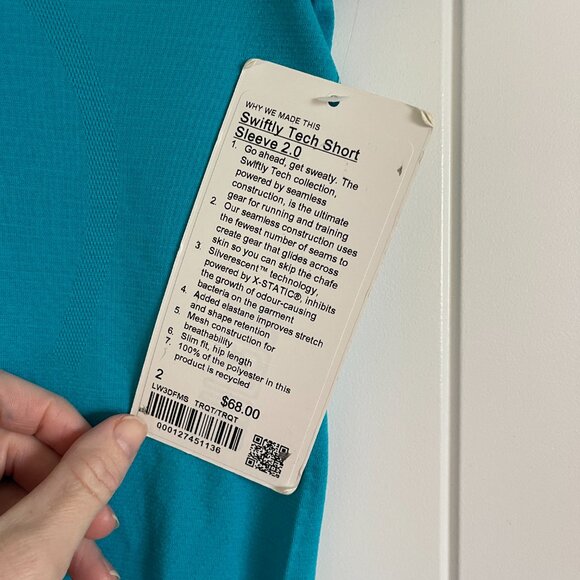 WHY WE MADE THIS
Swiftly Tech Short
Sleeve 2.0
1. Go ahead, get sweaty. The
Swiftly Tech collection,
powered by seamless
construction, is the ultimate
gear for running and training
2. Our seamless construction uses
the fewest number of seams to
create gear that glides across
skin so you can skip the chafe
3. Silverescent™ technology,
powered by X-STATIC®, inhibits
the growth of odour-causing
bacteria on the garment
4. Added elastane improves stretch
and shape retention
5. Mesh construction for
breathability
6. Slim fit, hip length
7. 100% of the polyester in this
product is recycled
2
$68.00
LW3DFMS TRQT/TRQT
000127451136